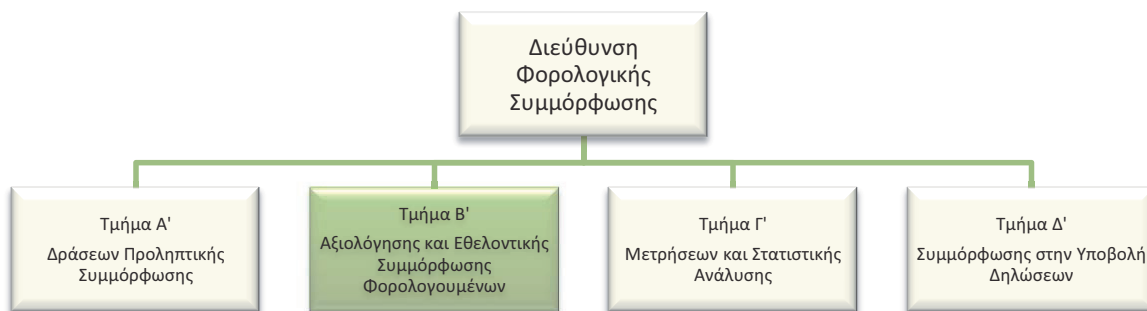 Διεύθυνση
Φορολογικής
Συμμόρφωσης
Τμήμα Α'
Δράσεων Προληπτικής
Συμμόρφωσης
Τμήμα Β'
Αξιολόγησης και Εθελοντικής
Συμμόρφωσης
Φορολογουμένων
Τμήμα Γ'
Μετρήσεων και Στατιστικής
Ανάλυσης
Τμήμα Δ'
Συμμόρφωσης στην Υποβολή
Δηλώσεων